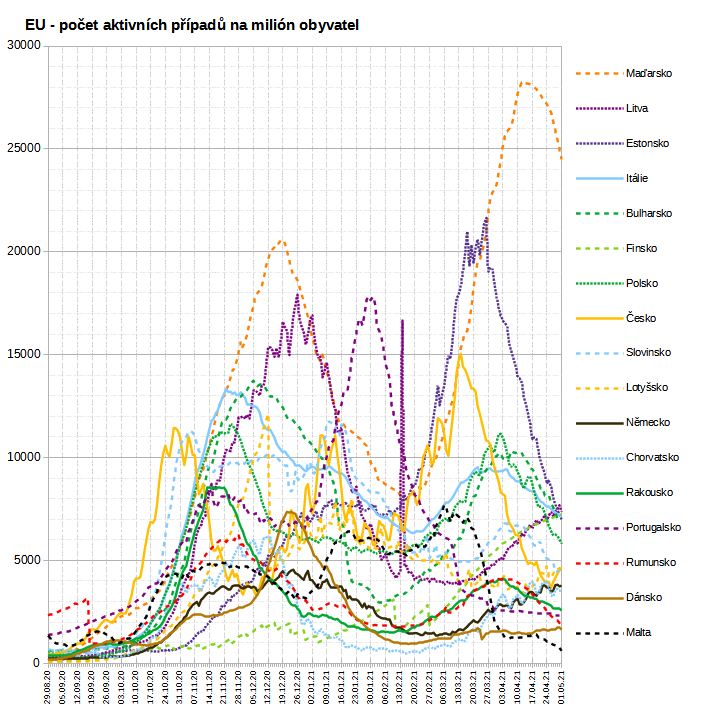 EU - počet aktivních případů na milión obyvatel
30000
25000
20000
15000
10000
5000
0
Maďarsko
Litva
Estonsko
Itálie
Bulharsko
Finsko
Polsko
Česko
Slovinsko
Lotyšsko
Německo
Chorvatsko
Rakousko
Portugalsko
Rumunsko
Dánsko
Malta
29.08.20
05.09.20
12.09.20
19.09.20
26.09.20
03.10.20
10.10.20
17.10.20
24.10.20
31.10.20
07.11.20
14.11.20
21.11.20
28.11.20
05.12.20
12.12.20
19.12.20
26.12.20
02.01.21
09.01.21
16.01.21
23.01.21
30.01.21
06.02.21
13.02.21
20.02.21
27.02.21
06.03.21
13.03.21
20.03.21
27.03.21
03.04.21
10.04.21
17.04.21
24.04.21
01.05.21